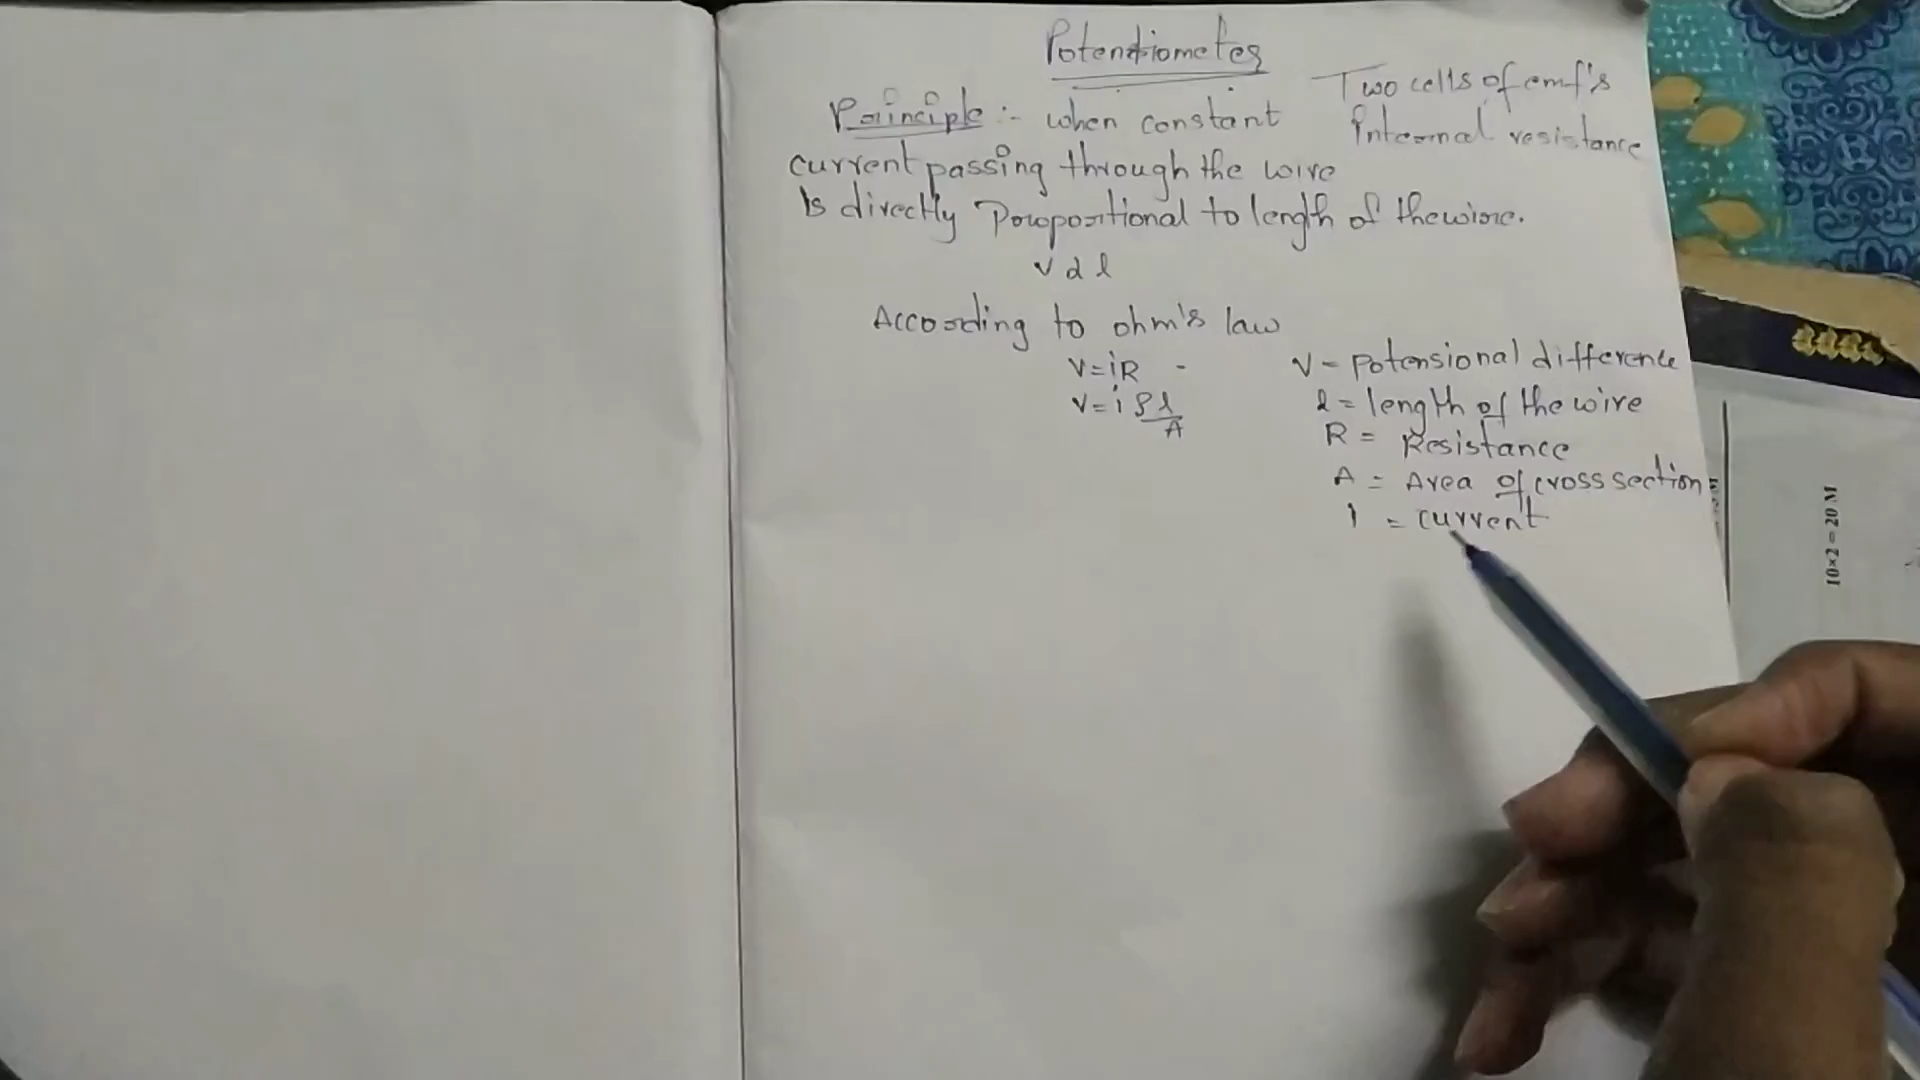 Potentiometer
Principle :- when constant
current passing through the wire
Is directly Proportional to length of the wire.
V α l
According to ohm's law
V = iR -
V = i ρl/A
Two cells of emf's
Internal resistance
V = Potensional difference
l = length of the wire
R = Resistance
A = Area of cross section
i = current
10×2=20 M